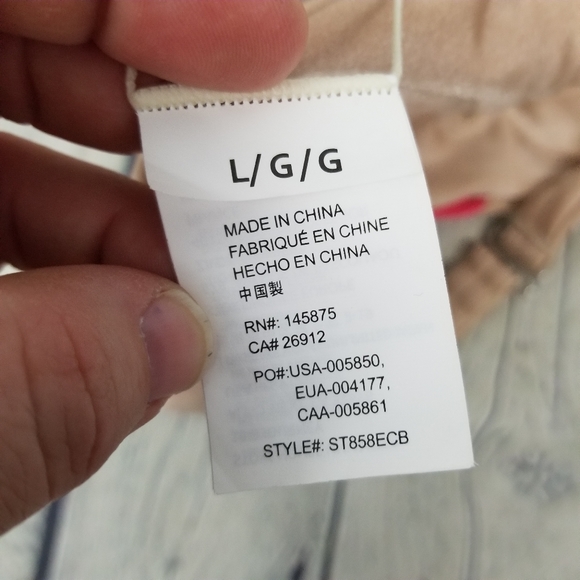 L/G/G
MADE IN CHINA
FABRIQUÉ EN CHINE
HECHO EN CHINA
中国製
RN#: 145875
CA# 26912
PO#:USA-005850,
EUA-004177,
CAA-005861
STYLE#: ST858ECB